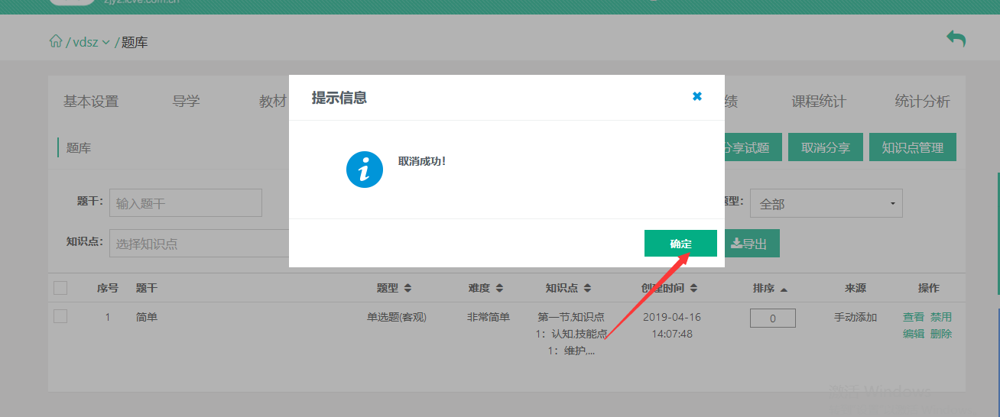 zjy2.icve.com.cn
/ vdsz / 题库
基本设置 导学 教材 绩 课程统计 统计分析
提示信息
题库 分享试题 取消分享 知识点管理
取消成功！
题干： 输入题干 题型： 全部
知识点： 选择知识点 导出
确定
序号 题干 题型 难度 知识点 创建时间 排序 来源 操作
1 简单 单选题(客观) 非常简单 第一节,知识点 2019-04-16 0 手动添加 查看 禁用
1：认知,技能点 14:07:48 编辑 删除
1：维护,...
激活 Windows